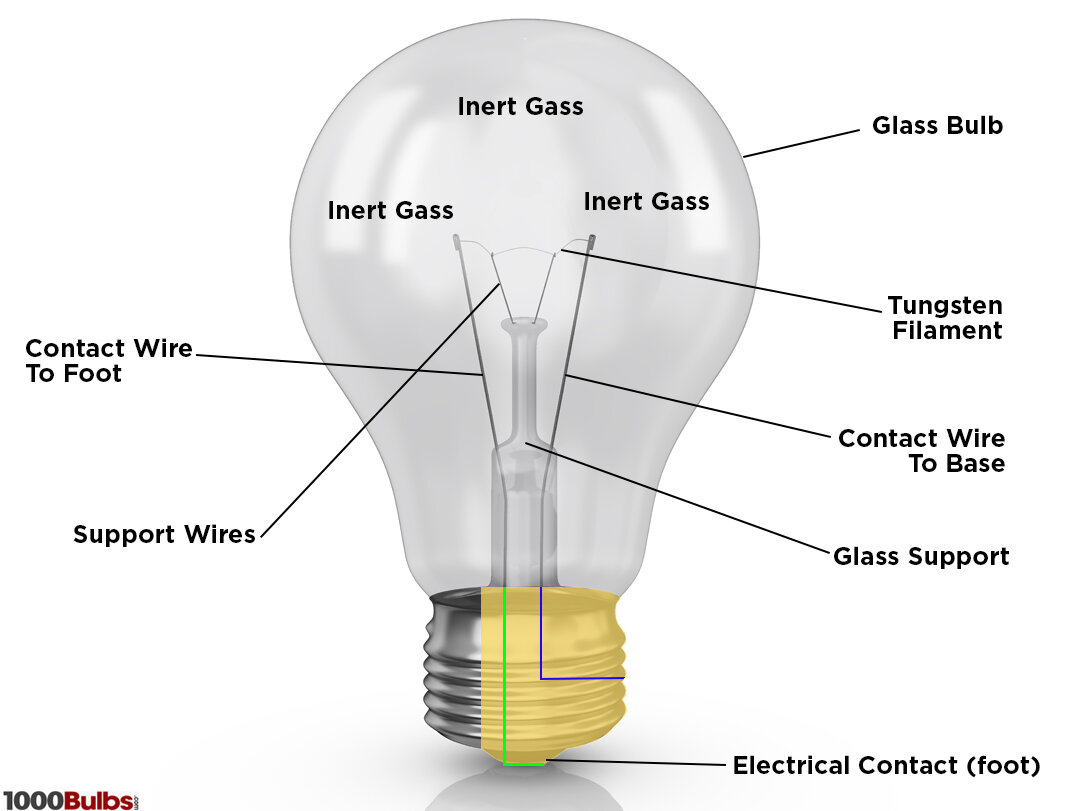 Inert Gass
Glass Bulb
Inert Gass
Inert Gass
Tungsten
Filament
Contact Wire
To Foot
Contact Wire
To Base
Support Wires
Glass Support
Electrical Contact (foot)
1000Bulbs.com